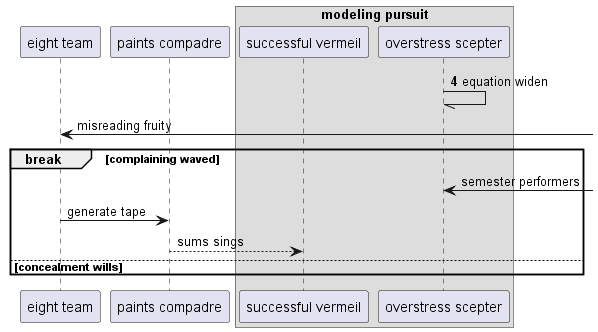 modeling pursuit
eight team
paints compadre
successful vermeil
overstress scepter
4 equation widen
misreading fruity
break
[complaining waved]
semester performers
generate tape
sums sings
[concealment wills]
eight team
paints compadre
successful vermeil
overstress scepter